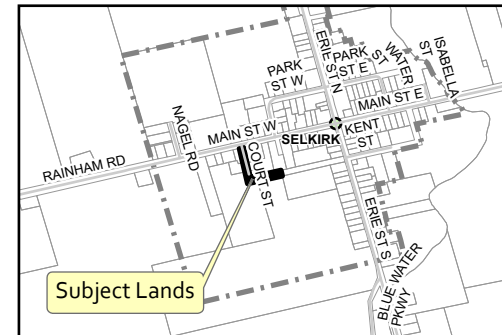 ERIE ST N
PARK
ST E
PARK
ST W
WATER
ST
ISABELLA
ST
MAIN ST E
NAGEL RD
MAIN ST W
SELKIRK
KENT
ST
COURT ST
RAINHAM RD
ERIE ST S
BLUE WATER
PKWY
Subject Lands